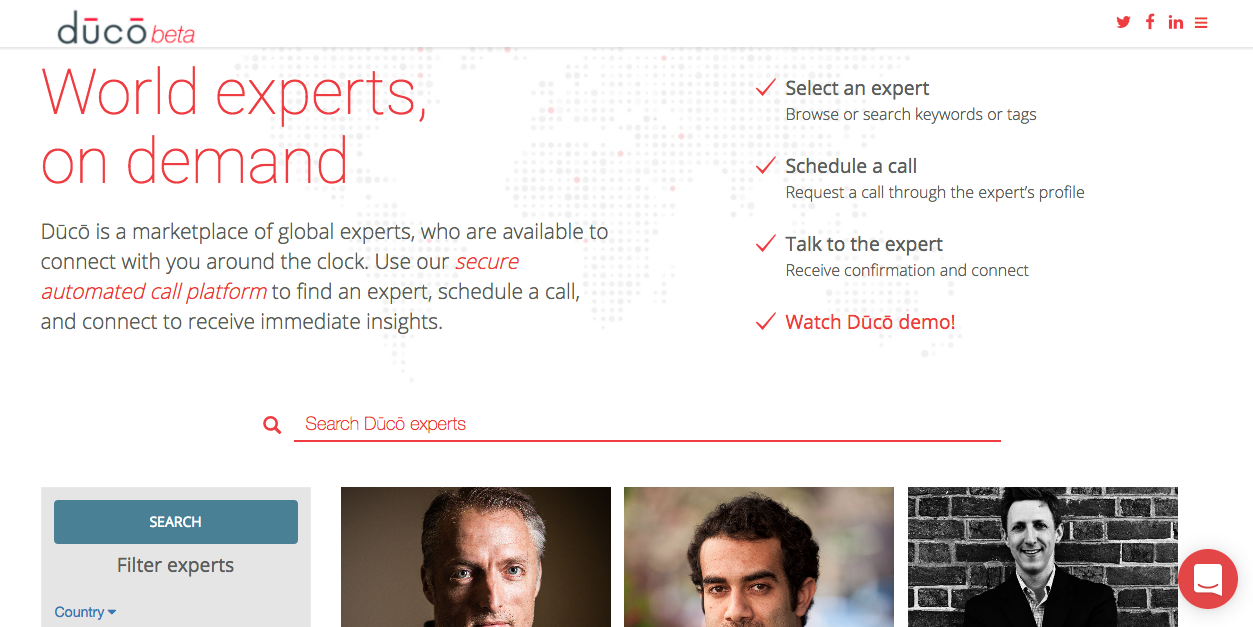 dūcō beta
World experts,
on demand
Dūcō is a marketplace of global experts, who are available to
connect with you around the clock. Use our secure
automated call platform to find an expert, schedule a call,
and connect to receive immediate insights.
Select an expert
Browse or search keywords or tags
Schedule a call
Request a call through the expert’s profile
Talk to the expert
Receive confirmation and connect
Watch Dūcō demo!
Search Dūcō experts
SEARCH
Filter experts
Country